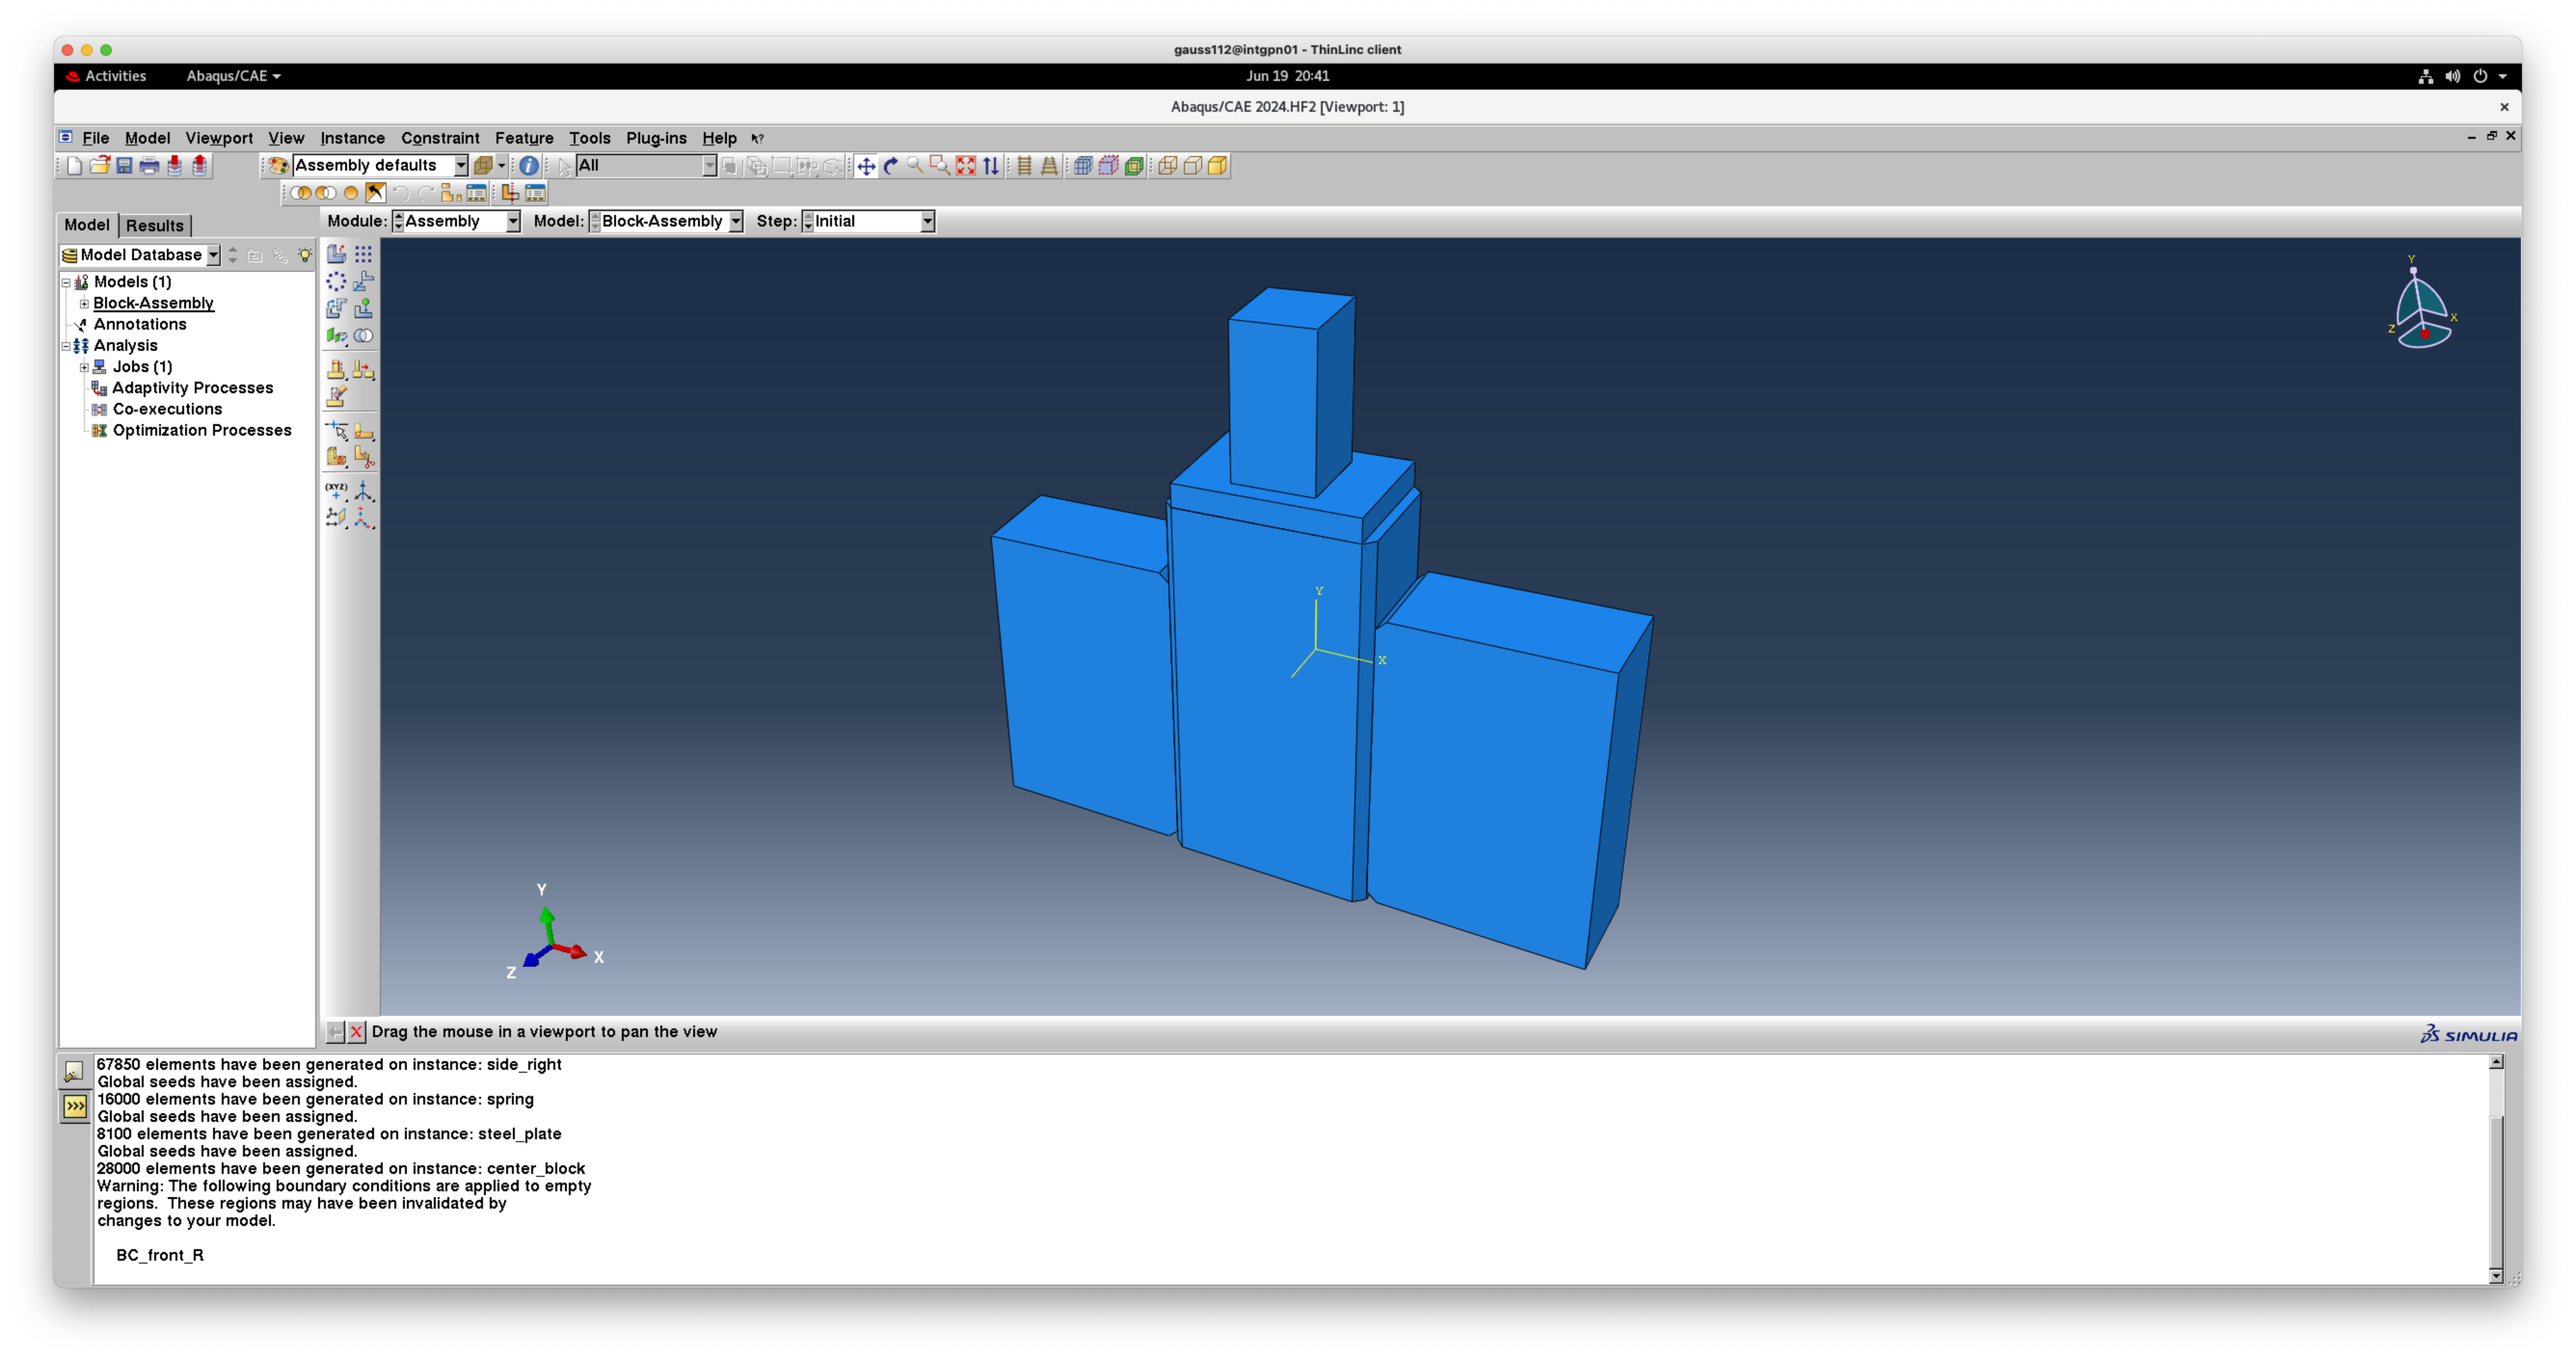 gauss112@intgpn01 - ThinLinc client
Activities Abaqus/CAE Jun 19 20:41
Abaqus/CAE 2024.HF2 [Viewport: 1]
File Model Viewport View Instance Constraint Feature Tools Plug-ins Help
Assembly defaults All
Model Results
Module: Assembly Model: Block-Assembly Step: Initial
Model Database
Models (1)
Block-Assembly
Annotations
Analysis
Jobs (1)
Adaptivity Processes
Co-executions
Optimization Processes
(XYZ)
Y
Z X
Y
X
Y
X
Z
Drag the mouse in a viewport to pan the view
SIMULIA
67850 elements have been generated on instance: side_right
Global seeds have been assigned.
16000 elements have been generated on instance: spring
Global seeds have been assigned.
8100 elements have been generated on instance: steel_plate
Global seeds have been assigned.
28000 elements have been generated on instance: center_block
Warning: The following boundary conditions are applied to empty
regions. These regions may have been invalidated by
changes to your model.
BC_front_R
>>>